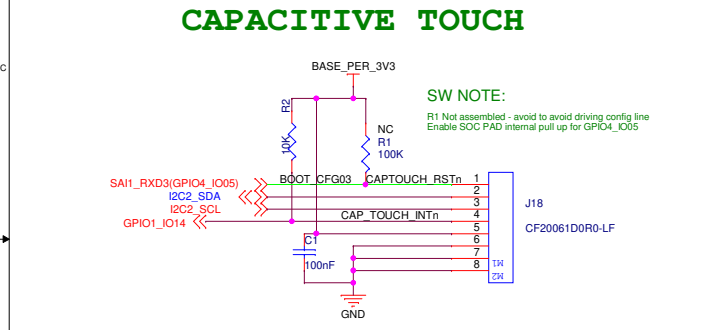 CAPACITIVE TOUCH
C
BASE_PER_3V3
SW NOTE:
R1 Not assembled - avoid to avoid driving config line
Enable SOC PAD internal pull up for GPIO4_IO05
R2
10K
NC
R1
100K
SAI1_RXD3(GPIO4_IO05)
BOOT_CFG03
CAPTOUCH_RSTn
1
I2C2_SDA
2
I2C2_SCL
3
GPIO1_IO14
CAP_TOUCH_INTn
4
5
6
7
8
M1
M2
J18
CF20061D0R0-LF
C1
100nF
GND